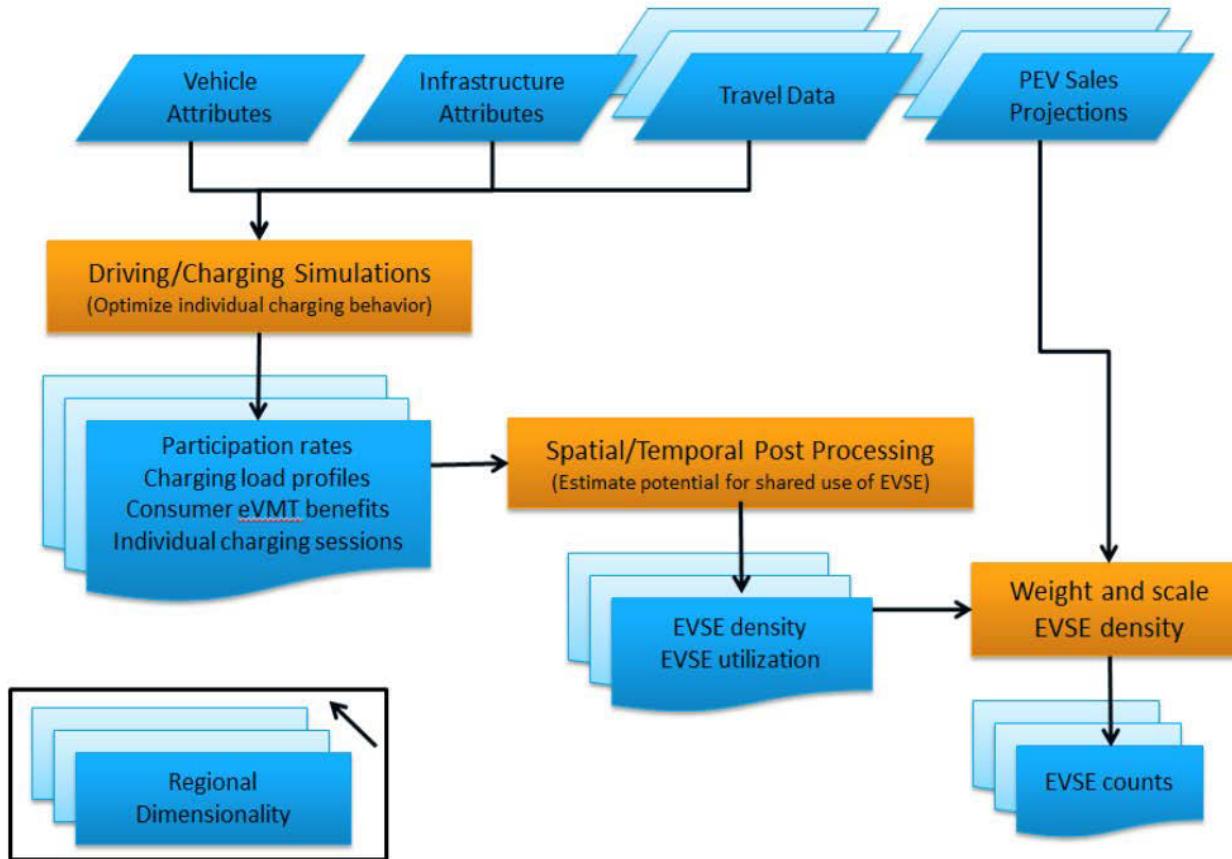 Vehicle
Attributes
Infrastructure
Attributes
Travel Data
PEV Sales
Projections
Driving/Charging Simulations
(Optimize individual charging behavior)
Participation rates
Charging load profiles
Consumer eVMT benefits
Individual charging sessions
Spatial/Temporal Post Processing
(Estimate potential for shared use of EVSE)
EVSE density
EVSE utilization
Weight and scale
EVSE density
EVSE counts
Regional
Dimensionality